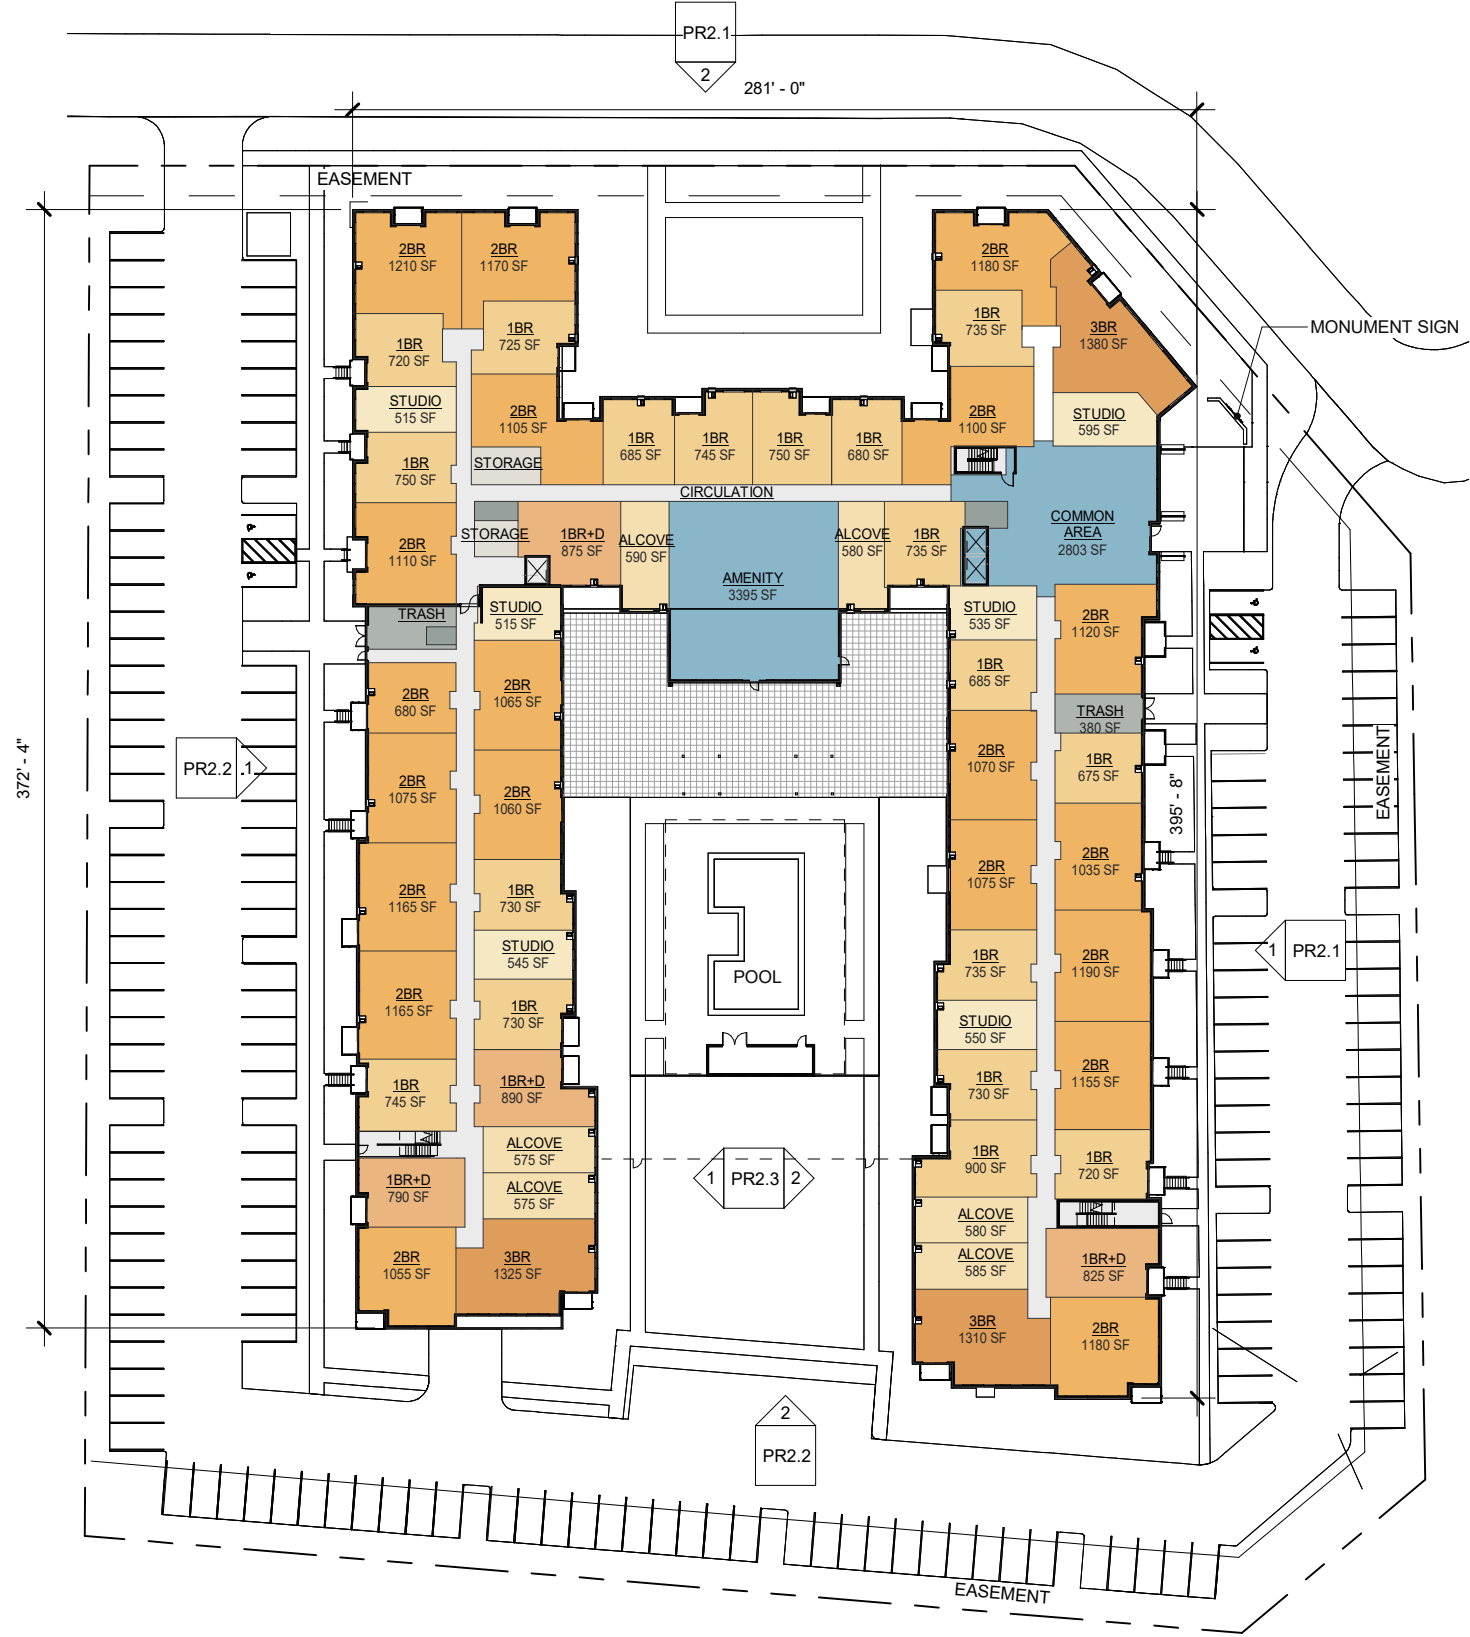 PR2.1
2
281' - 0"
EASEMENT
2BR
1210 SF
2BR
1170 SF
2BR
1180 SF
1BR
720 SF
1BR
725 SF
1BR
735 SF
3BR
1380 SF
MONUMENT SIGN
STUDIO
515 SF
2BR
1105 SF
2BR
1100 SF
STUDIO
595 SF
1BR
685 SF
1BR
745 SF
1BR
750 SF
1BR
680 SF
1BR
750 SF
STORAGE
CIRCULATION
COMMON
AREA
2803 SF
2BR
1110 SF
STORAGE
1BR+D
875 SF
ALCOVE
590 SF
AMENITY
3395 SF
ALCOVE
580 SF
1BR
735 SF
TRASH
STUDIO
515 SF
STUDIO
535 SF
2BR
1120 SF
2BR
680 SF
2BR
1065 SF
1BR
685 SF
TRASH
380 SF
372' - 4"
PR2.2
1
2BR
1075 SF
2BR
1060 SF
2BR
1070 SF
1BR
675 SF
395' - 8"
EASEMENT
2BR
1165 SF
1BR
730 SF
2BR
1075 SF
2BR
1035 SF
STUDIO
545 SF
POOL
1BR
735 SF
2BR
1190 SF
1
PR2.1
2BR
1165 SF
1BR
730 SF
STUDIO
550 SF
1BR
745 SF
1BR+D
890 SF
1BR
730 SF
2BR
1155 SF
ALCOVE
575 SF
1BR
900 SF
1BR
720 SF
1BR+D
790 SF
ALCOVE
575 SF
1
PR2.3
2
ALCOVE
580 SF
2BR
1055 SF
3BR
1325 SF
ALCOVE
585 SF
1BR+D
825 SF
3BR
1310 SF
2BR
1180 SF
2
PR2.2
EASEMENT